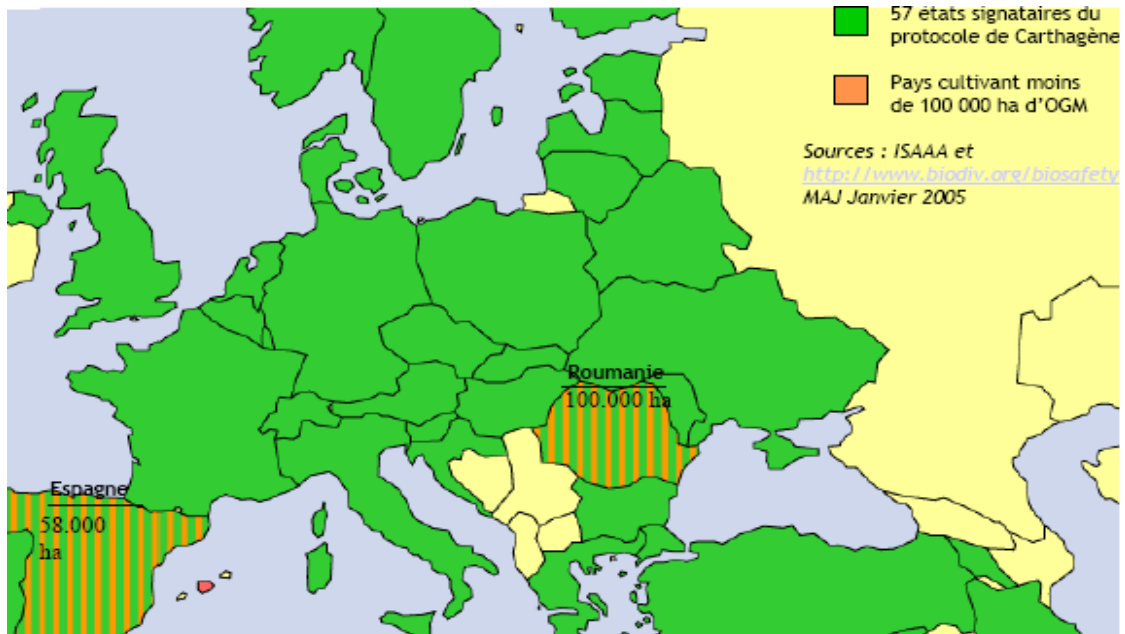 57 états signataires du
protocole de Carthagène
Pays cultivant moins
de 100 000 ha d'OGM
Sources : ISAAA et
http://www.biodiv.org/biosafety
MAJ Janvier 2005
Roumanie
100.000 ha
Espagne
58.000
ha